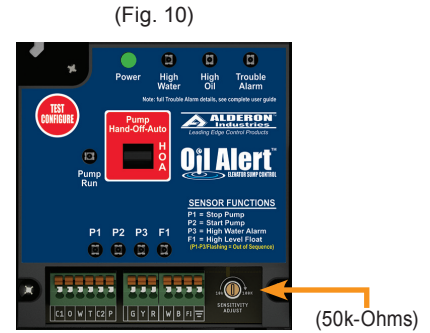 (Fig. 10)
Power High Water High Oil Trouble Alarm
Note: full Trouble Alarm details, see complete user guide
TEST
CONFIGURE
Pump
Hand-Off-Auto
H
O
A
ALDERON
Industries
Leading Edge Control Products
Oil Alert™
ELEVATOR SUMP CONTROL
Pump
Run
SENSOR FUNCTIONS
P1 = Stop Pump
P2 = Start Pump
P3 = High Water Alarm
F1 = High Level Float
(P1-P3/Flashing = Out of Sequence)
P1 P2 P3 F1
C1 O W T C2 P G Y R W B F1
10K 100K
SENSITIVITY
ADJUST
(50k-Ohms)